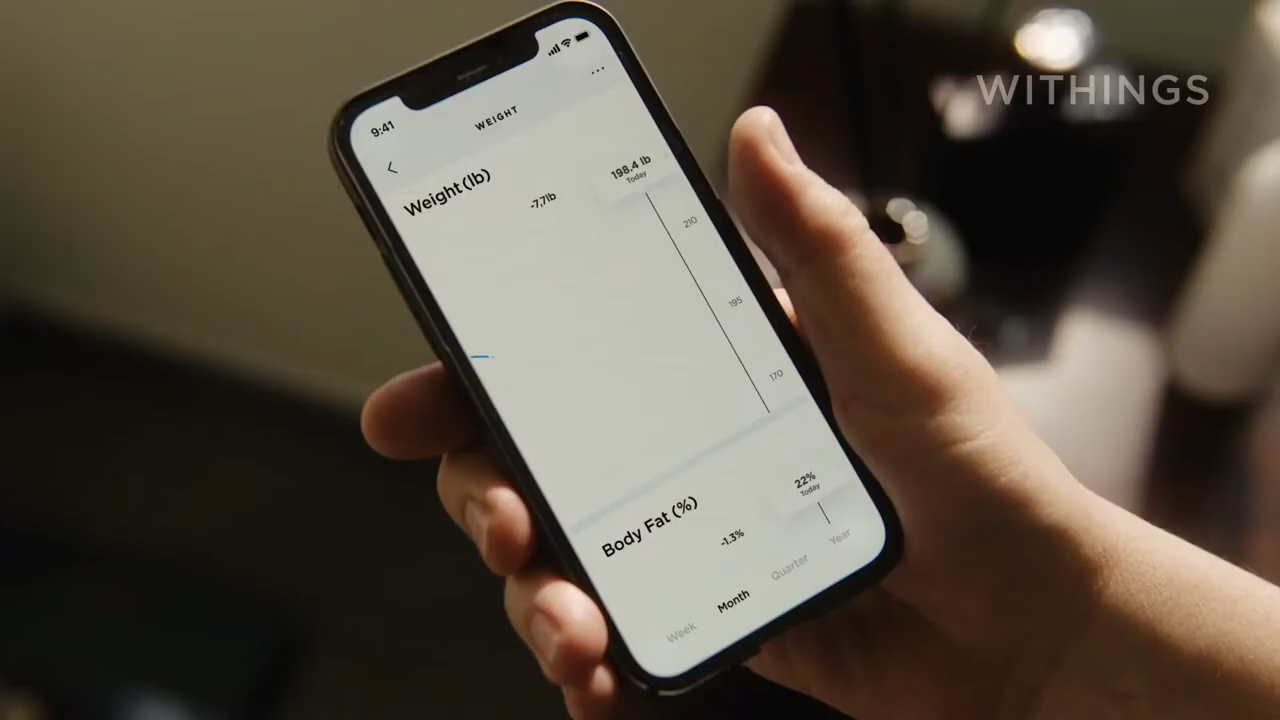 WITHINGS
9:41
WEIGHT
Weight (lb)
-7,7lb
198.4 lb
Today
210
195
170
Body Fat (%)
-1.3%
22%
Today
Week
Month
Quarter
Year